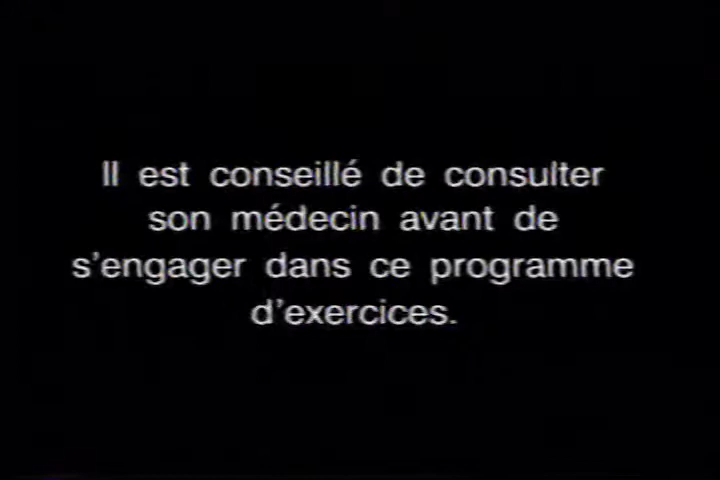 Il est conseillé de consulter
son médecin avant de
s'engager dans ce programme
d'exercices.